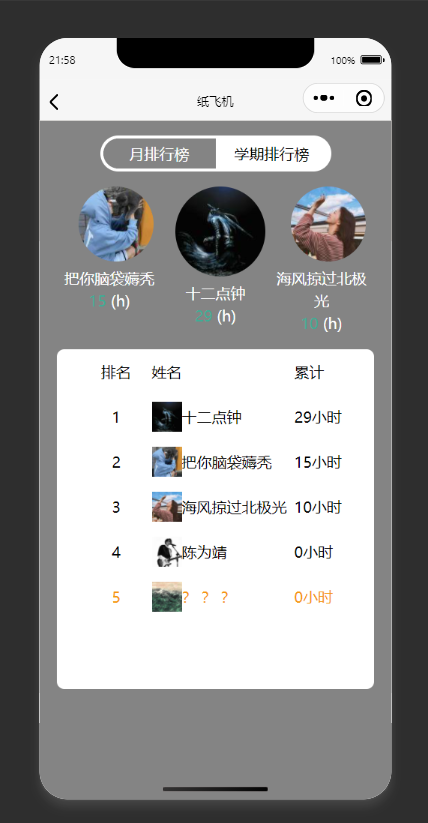 21:58
100%
纸飞机
月排行榜 学期排行榜
把你脑袋薅秃
15 (h)
十二点钟
29 (h)
海风掠过北极
光
10 (h)
排名 姓名 累计
1 十二点钟 29小时
2 把你脑袋薅秃 15小时
3 海风掠过北极光 10小时
4 陈为靖 0小时
5 ？ ？ ？ 0小时